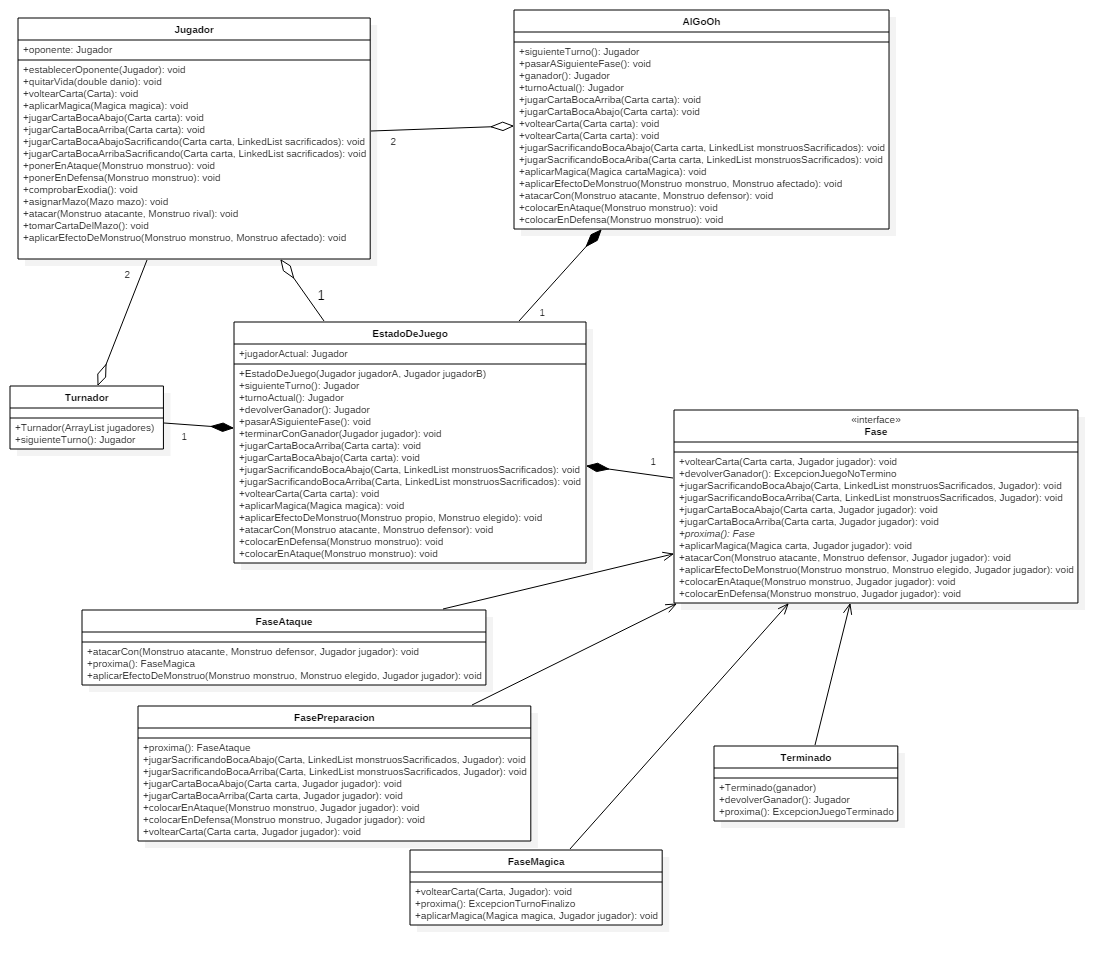 Jugador
+oponente: Jugador
+establecerOponente(Jugador): void
+quitarVida(double danio): void
+voltearCarta(Carta): void
+aplicarMagica(Magica magica): void
+jugarCartaBocaAbajo(Carta carta): void
+jugarCartaBocaArriba(Carta carta): void
+jugarCartaBocaAbajoSacrificando(Carta carta, LinkedList sacrificados): void
+jugarCartaBocaArribaSacrificando(Carta carta, LinkedList sacrificados): void
+ponerEnAtaque(Monstruo monstruo): void
+ponerEnDefensa(Monstruo monstruo): void
+comprobarExodia(): void
+asignarMazo(Mazo mazo): void
+atacar(Monstruo atacante, Monstruo rival): void
+tomarCartaDelMazo(): void
+aplicarEfectoDeMonstruo(Monstruo monstruo, Monstruo afectado): void
AlGoOh
+siguienteTurno(): Jugador
+pasarASiguienteFase(): void
+ganador(): Jugador
+turnoActual(): Jugador
+jugarCartaBocaArriba(Carta carta): void
+jugarCartaBocaAbajo(Carta carta): void
+voltearCarta(Carta carta): void
+voltearCarta(Carta carta): void
+jugarSacrificandoBocaAbajo(Carta carta, LinkedList monstruosSacrificados): void
+jugarSacrificandoBocaAriba(Carta carta, LinkedList monstruosSacrificados): void
+aplicarMagica(Magica cartaMagica): void
+aplicarEfectoDeMonstruo(Monstruo monstruo, Monstruo afectado): void
+atacarCon(Monstruo atacante, Monstruo defensor): void
+colocarEnAtaque(Monstruo monstruo): void
+colocarEnDefensa(Monstruo monstruo): void
2
2
1
1
EstadoDeJuego
+jugadorActual: Jugador
+EstadoDeJuego(Jugador jugadorA, Jugador jugadorB)
+siguienteTurno(): Jugador
+turnoActual(): Jugador
+devolverGanador(): Jugador
+pasarASiguienteFase(): void
+terminarConGanador(Jugador jugador): void
+jugarCartaBocaArriba(Carta carta): void
+jugarCartaBocaAbajo(Carta carta): void
+jugarSacrificandoBocaAbajo(Carta, LinkedList monstruosSacrificados): void
+jugarSacrificandoBocaArriba(Carta, LinkedList monstruosSacrificados): void
+voltearCarta(Carta carta): void
+aplicarMagica(Magica magica): void
+aplicarEfectoDeMonstruo(Monstruo propio, Monstruo elegido): void
+atacarCon(Monstruo atacante, Monstruo defensor): void
+colocarEnDefensa(Monstruo monstruo): void
+colocarEnAtaque(Monstruo monstruo): void
Turnador
+Turnador(ArrayList jugadores)
+siguienteTurno(): Jugador
1
1
«interface»
Fase
+voltearCarta(Carta carta, Jugador jugador): void
+devolverGanador(): ExcepcionJuegoNoTermino
+jugarSacrificandoBocaAbajo(Carta, LinkedList monstruosSacrificados, Jugador): void
+jugarSacrificandoBocaArriba(Carta, LinkedList monstruosSacrificados, Jugador): void
+jugarCartaBocaAbajo(Carta carta, Jugador jugador): void
+jugarCartaBocaArriba(Carta carta, Jugador jugador): void
+proxima(): Fase
+aplicarMagica(Magica carta, Jugador jugador): void
+atacarCon(Monstruo atacante, Monstruo defensor, Jugador jugador): void
+aplicarEfectoDeMonstruo(Monstruo monstruo, Monstruo elegido, Jugador jugador): void
+colocarEnAtaque(Monstruo monstruo, Jugador jugador): void
+colocarEnDefensa(Monstruo monstruo, Jugador jugador): void
FaseAtaque
+atacarCon(Monstruo atacante, Monstruo defensor, Jugador jugador): void
+proxima(): FaseMagica
+aplicarEfectoDeMonstruo(Monstruo monstruo, Monstruo elegido, Jugador jugador): void
FasePreparacion
+proxima(): FaseAtaque
+jugarSacrificandoBocaAbajo(Carta, LinkedList monstruosSacrificados, Jugador): void
+jugarSacrificandoBocaArriba(Carta, LinkedList monstruosSacrificados, Jugador): void
+jugarCartaBocaAbajo(Carta carta, Jugador jugador): void
+jugarCartaBocaArriba(Carta carta, Jugador jugador): void
+colocarEnAtaque(Monstruo monstruo, Jugador jugador): void
+colocarEnDefensa(Monstruo monstruo, Jugador jugador): void
+voltearCarta(Carta carta, Jugador jugador): void
Terminado
+Terminado(ganador)
+devolverGanador(): Jugador
+proxima(): ExcepcionJuegoTerminado
FaseMagica
+voltearCarta(Carta, Jugador): void
+proxima(): ExcepcionTurnoFinalizo
+aplicarMagica(Magica magica, Jugador jugador): void